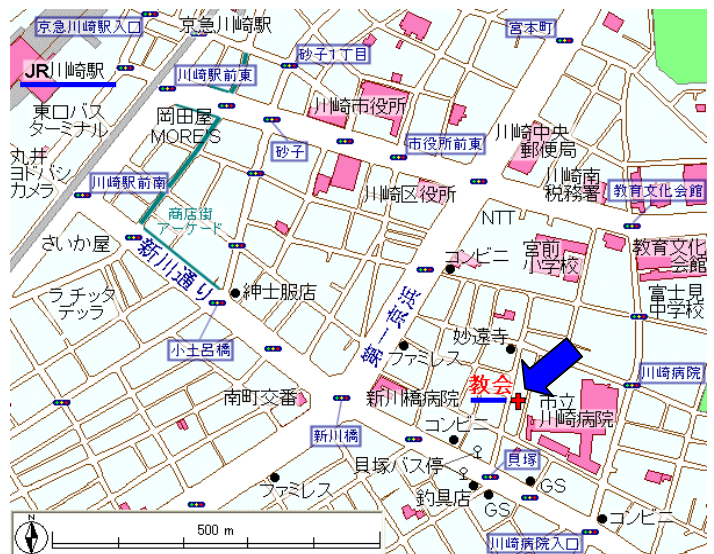 京急川崎駅入口
京急川崎駅
宮本町
砂子1丁目
JR川崎駅
川崎駅前東
東口バス
ターミナル
岡田屋
MORE'S
川崎市役所
砂子
市役所前東
川崎中央
郵便局
丸井
ヨドバシ
カメラ
川崎駅前南
川崎区役所
川崎南
税務署
教育文化会館
商店街
アーケード
NTT
さいか屋
新川通り
コンビニ
宮前
小学校
教育文化
会館
ラチッタ
デッラ
紳士服店
富士見
中学校
第一京浜
小土呂橋
ファミレス
妙遠寺
川崎病院
南町交番
新川橋病院
教会
市立
川崎病院
新川橋
コンビニ
貝塚バス停
貝塚
ファミレス
釣具店
GS
GS
コンビニ
川崎病院入口
N
500 m